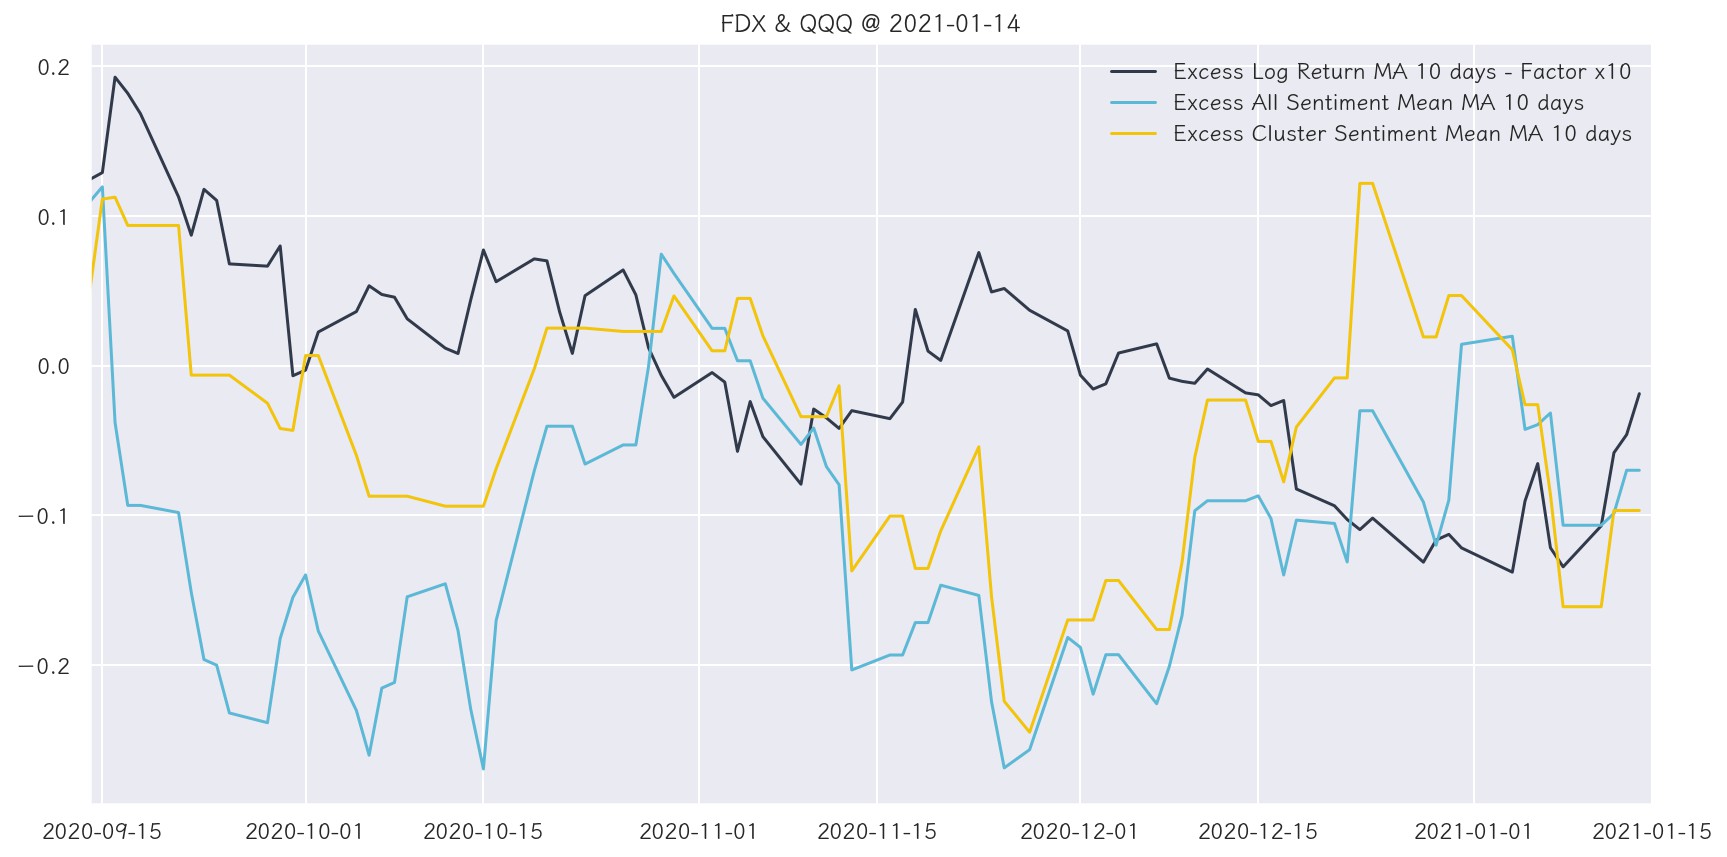 FDX & QQQ @ 2021-01-14
Excess Log Return MA 10 days - Factor x10
Excess All Sentiment Mean MA 10 days
Excess Cluster Sentiment Mean MA 10 days
0.2
0.1
0.0
−0.1
−0.2
2020-09-15 2020-10-01 2020-10-15 2020-11-01 2020-11-15 2020-12-01 2020-12-15 2021-01-01 2021-01-15